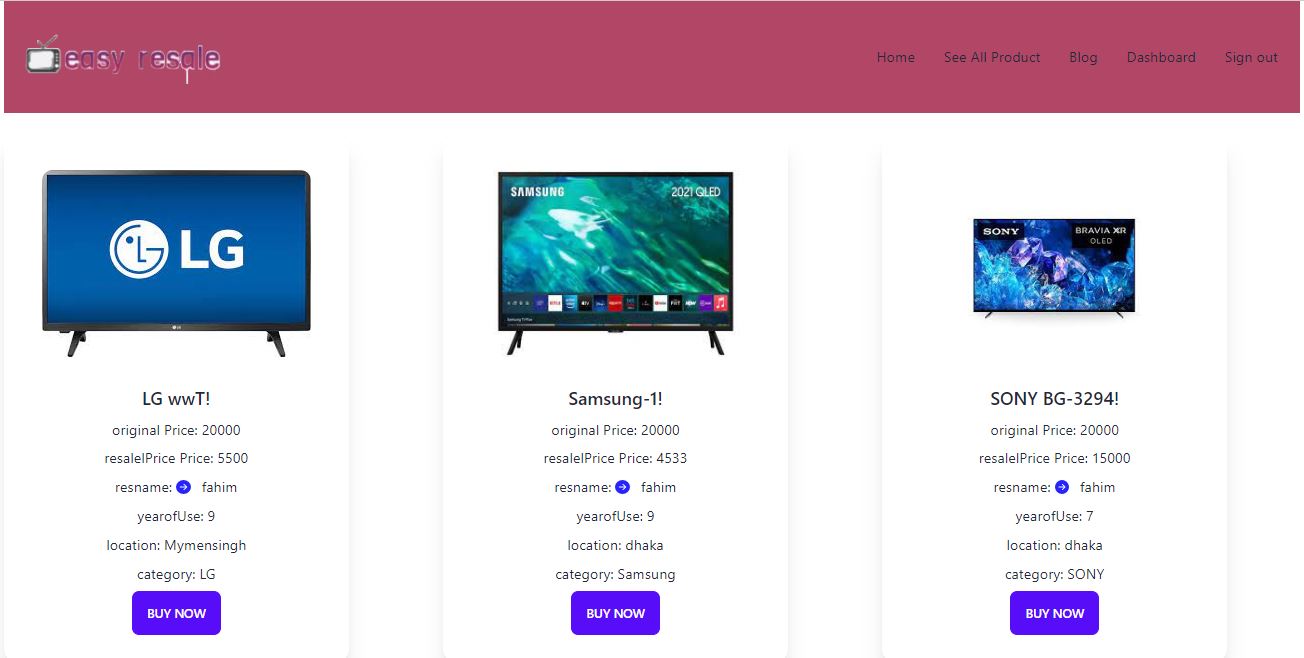 easy resale
Home See All Product Blog Dashboard Sign out
LG
SAMSUNG 2021 QLED
SONY BRAVIA XR
OLED
LG wwT!
original Price: 20000
resalelPrice Price: 5500
resname: fahim
yearofUse: 9
location: Mymensingh
category: LG
BUY NOW
Samsung-1!
original Price: 20000
resalelPrice Price: 4533
resname: fahim
yearofUse: 9
location: dhaka
category: Samsung
BUY NOW
SONY BG-3294!
original Price: 20000
resalelPrice Price: 15000
resname: fahim
yearofUse: 7
location: dhaka
category: SONY
BUY NOW